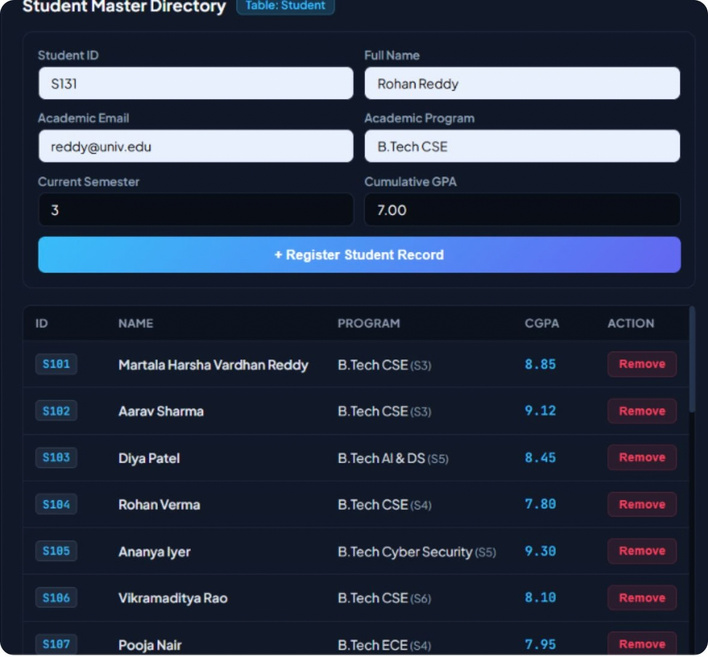 Student Master Directory Table: Student
Student ID Full Name
S131 Rohan Reddy
Academic Email Academic Program
reddy@univ.edu B.Tech CSE
Current Semester Cumulative GPA
3 7.00
+ Register Student Record
ID NAME PROGRAM CGPA ACTION
S101 Martala Harsha Vardhan Reddy B.Tech CSE (S3) 8.85 Remove
S102 Aarav Sharma B.Tech CSE (S3) 9.12 Remove
S103 Diya Patel B.Tech AI & DS (S5) 8.45 Remove
S104 Rohan Verma B.Tech CSE (S4) 7.80 Remove
S105 Ananya Iyer B.Tech Cyber Security (S5) 9.30 Remove
S106 Vikramaditya Rao B.Tech CSE (S6) 8.10 Remove
S107 Pooja Nair B.Tech ECE (S4) 7.95 Remove